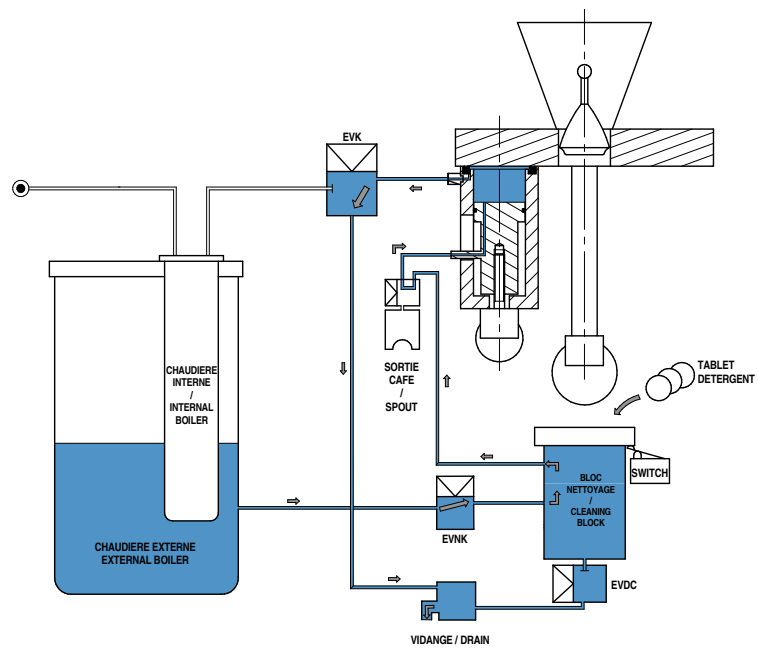 EVK
CHAUDIERE
INTERNE
/
INTERNAL
BOILER
SORTIE
CAFE
/
SPOUT
TABLET
DETERGENT
SWITCH
BLOC
NETTOYAGE
/
CLEANING
BLOCK
EVNK
CHAUDIERE EXTERNE
EXTERNAL BOILER
EVDC
VIDANGE / DRAIN